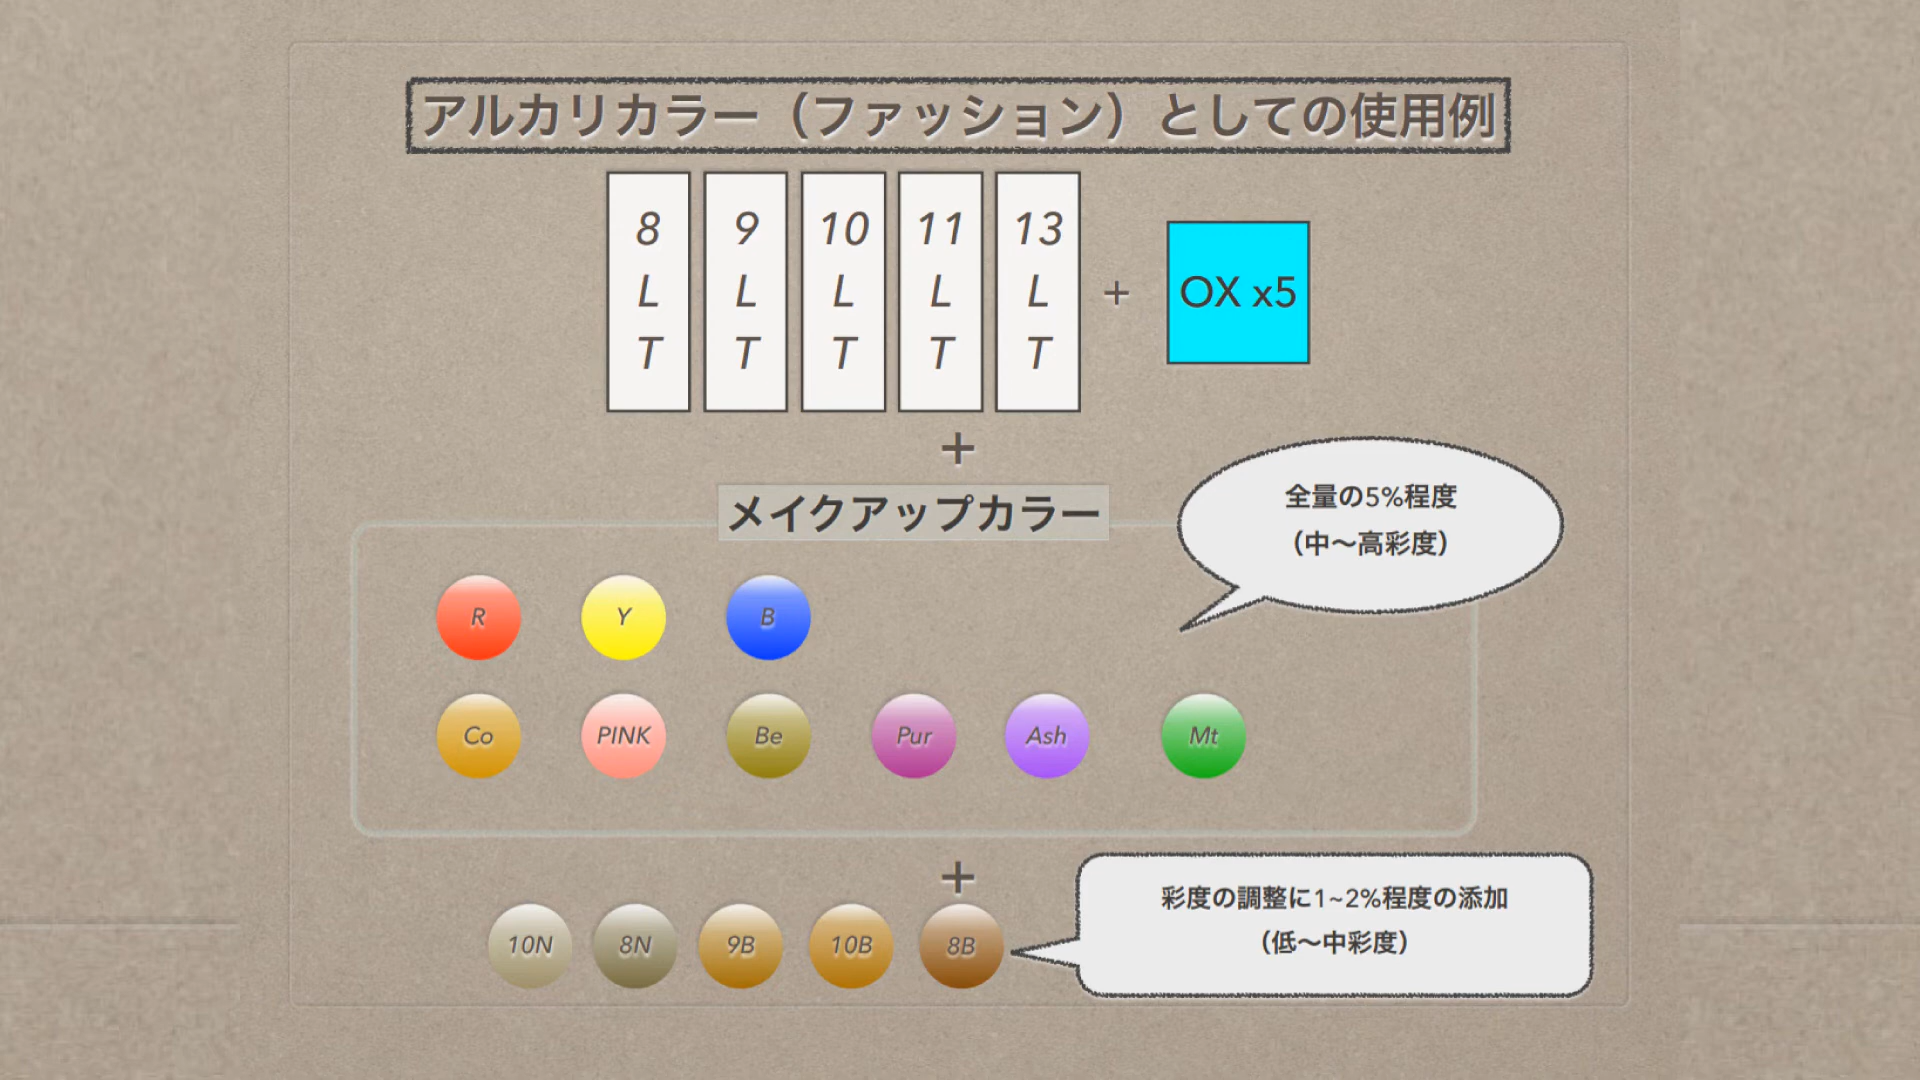 アルカリカラー（ファッション）としての使用例
8 L T
9 L T
10 L T
11 L T
13 L T
+
OX x5
+
メイクアップカラー
全量の5%程度
（中〜高彩度）
R Y B
Co PINK Be Pur Ash Mt
+
10N 8N 9B 10B 8B
彩度の調整に1~2%程度の添加
（低〜中彩度）